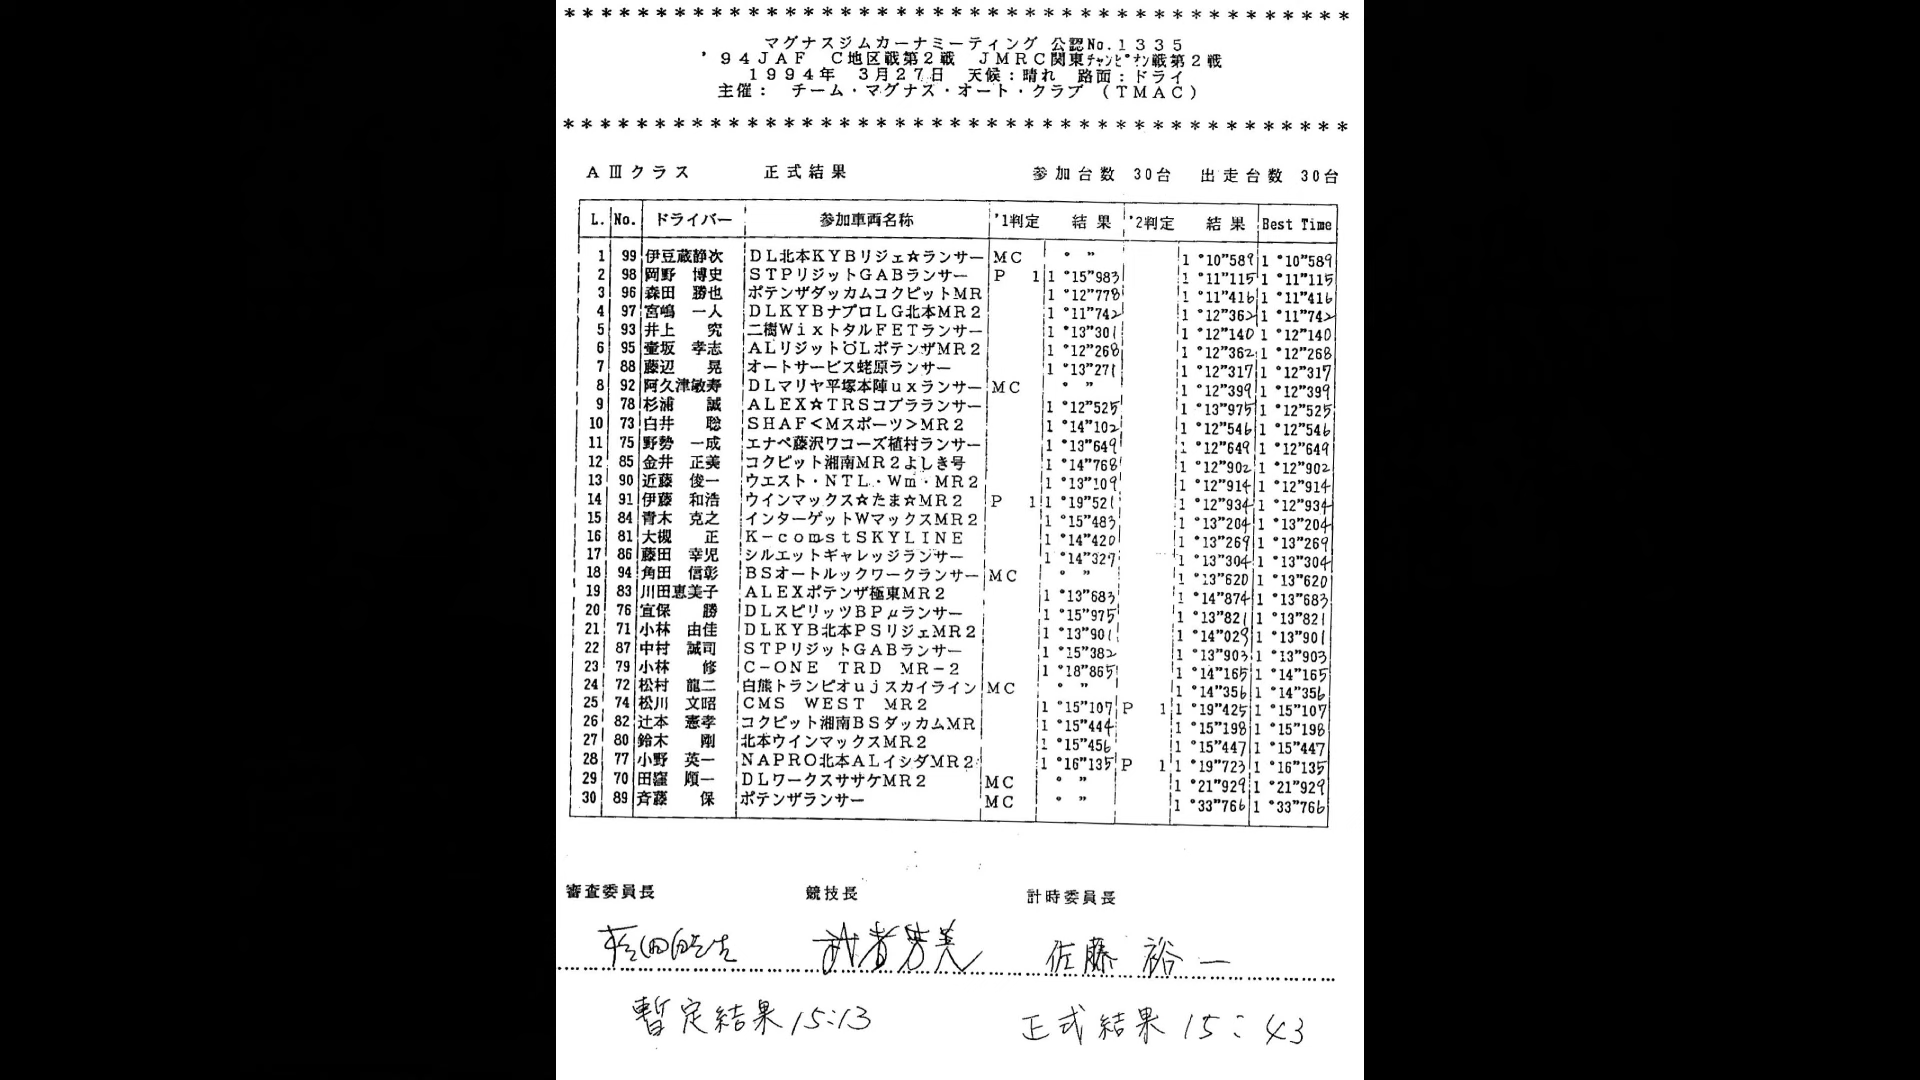 ************************************
マグナスジムカーナミーティング 公認No.1335
'94JAF C地区戦第2戦 JMRC関東チャンピオン戦第2戦
1994年 3月27日 天候:晴れ 路面:ドライ
主催: チーム・マグナス・オート・クラブ (TMAC)
************************************
AⅢクラス 正式結果 参加台数 30台 出走台数 30台
L. No. ドライバー 参加車両名称 '1判定 結果 '2判定 結果 Best Time
1 99 伊豆蔵静次 DL北本KYBリジェ☆ランサー MC ° " 1°10"589 1°10"589
2 98 岡野 博史 STPリジットGABランサー P 1 1°15"983 1°11"115 1°11"115
3 96 森田 勝也 ポテンザダッカムコクピットMR 1°12"778 1°11"416 1°11"416
4 97 宮嶋 一人 DLKYBナプロLG北本MR2 1°11"742 1°12"362 1°11"742
5 93 井上 究 二樹WixトタルFETランサー 1°13"301 1°12"140 1°12"140
6 95 壷坂 孝志 ALリジットOLポテンザMR2 1°12"268 1°12"362 1°12"268
7 88 藤辺 晃 オートサービス蛯原ランサー 1°13"271 1°12"317 1°12"317
8 92 阿久津敏寿 DLマリヤ平塚本陣uxランサー MC ° " 1°12"399 1°12"399
9 78 杉浦 誠 ALEX☆TRSコブラランサー 1°12"525 1°13"975 1°12"525
10 73 白井 聡 SHAF<Mスポーツ>MR2 1°14"102 1°12"546 1°12"546
11 75 野勢 一成 エナペ藤沢ワコーズ植村ランサー 1°13"649 1°12"649 1°12"649
12 85 金井 正美 コクピット湘南MR2よしき号 1°14"768 1°12"902 1°12"902
13 90 近藤 俊一 ウエスト・NTL・Wm・MR2 1°13"109 1°12"914 1°12"914
14 91 伊藤 和浩 ウインマックス☆たま☆MR2 P 1 1°19"521 1°12"934 1°12"934
15 84 青木 克之 インターゲットWマックスMR2 1°15"483 1°13"204 1°13"204
16 81 大槻 正 K-comstSKYLINE 1°14"420 1°13"269 1°13"269
17 86 藤田 幸児 シルエットギャレッジランサー 1°14"327 1°13"304 1°13"304
18 94 角田 信彰 BSオートルックワークランサー MC ° " 1°13"620 1°13"620
19 83 川田恵美子 ALEXポテンザ極東MR2 1°13"683 1°14"874 1°13"683
20 76 宜保 勝 DLスピリッツBPμランサー 1°15"975 1°13"821 1°13"821
21 71 小林 由佳 DLKYB北本PSリジェMR2 1°13"901 1°14"029 1°13"901
22 87 中村 誠司 STPリジットGABランサー 1°15"382 1°13"903 1°13"903
23 79 小林 修 C-ONE TRD MR-2 1°18"865 1°14"165 1°14"165
24 72 松村 龍二 白熊トランピオujスカイライン MC ° " 1°14"356 1°14"356
25 74 松川 文昭 CMS WEST MR2 1°15"107 P 1 1°19"425 1°15"107
26 82 辻本 憲孝 コクピット湘南BSダッカムMR 1°15"444 1°15"198 1°15"198
27 80 鈴木 剛 北本ウインマックスMR2 1°15"456 1°15"447 1°15"447
28 77 小野 英一 NAPRO北本ALイシダMR2 1°16"135 P 1 1°19"723 1°16"135
29 70 田窪 順一 DLワークスササケMR2 MC ° " 1°21"929 1°21"929
30 89 斉藤 保 ポテンザランサー MC ° " 1°33"766 1°33"766
審査委員長 競技長 計時委員長
武者芳美 佐藤 裕一
暫定結果 15:13 正式結果 15:43